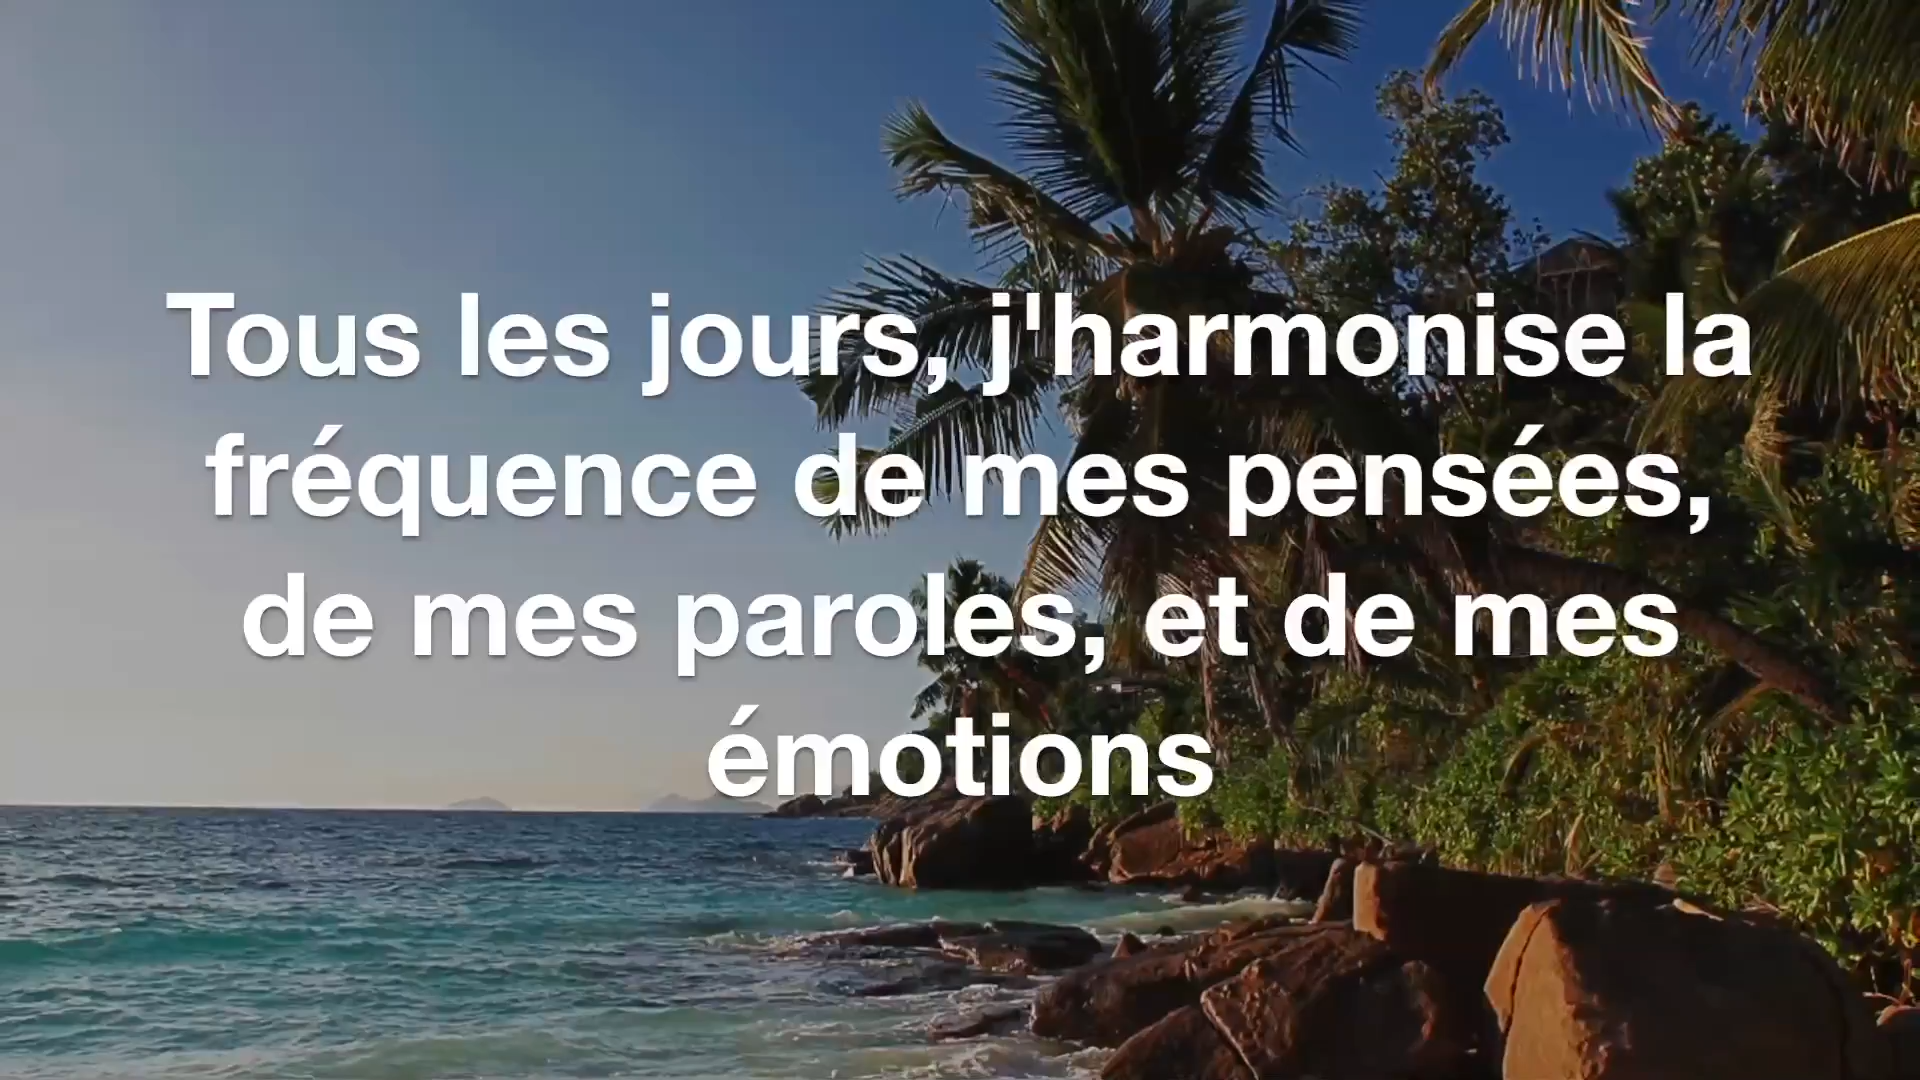 Tous les jours, j'harmonise la
fréquence de mes pensées,
de mes paroles, et de mes
émotions